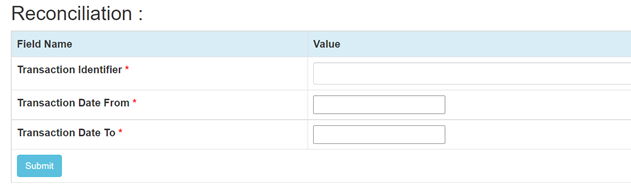 Reconciliation :
Field Name Value
Transaction Identifier *
Transaction Date From *
Transaction Date To *
Submit